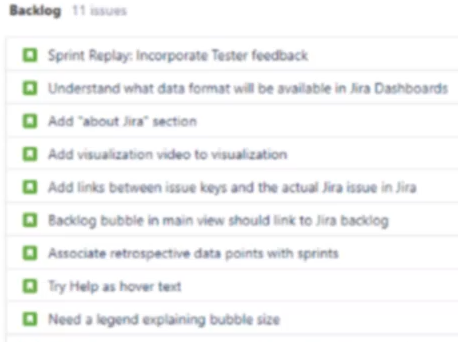 Backlog 11 issues
Sprint Replay: Incorporate Tester feedback
Understand what data format will be available in Jira Dashboards
Add "about Jira" section
Add visualization video to visualization
Add links between issue keys and the actual Jira issue in Jira
Backlog bubble in main view should link to Jira backlog
Associate retrospective data points with sprints
Try Help as hover text
Need a legend explaining bubble size